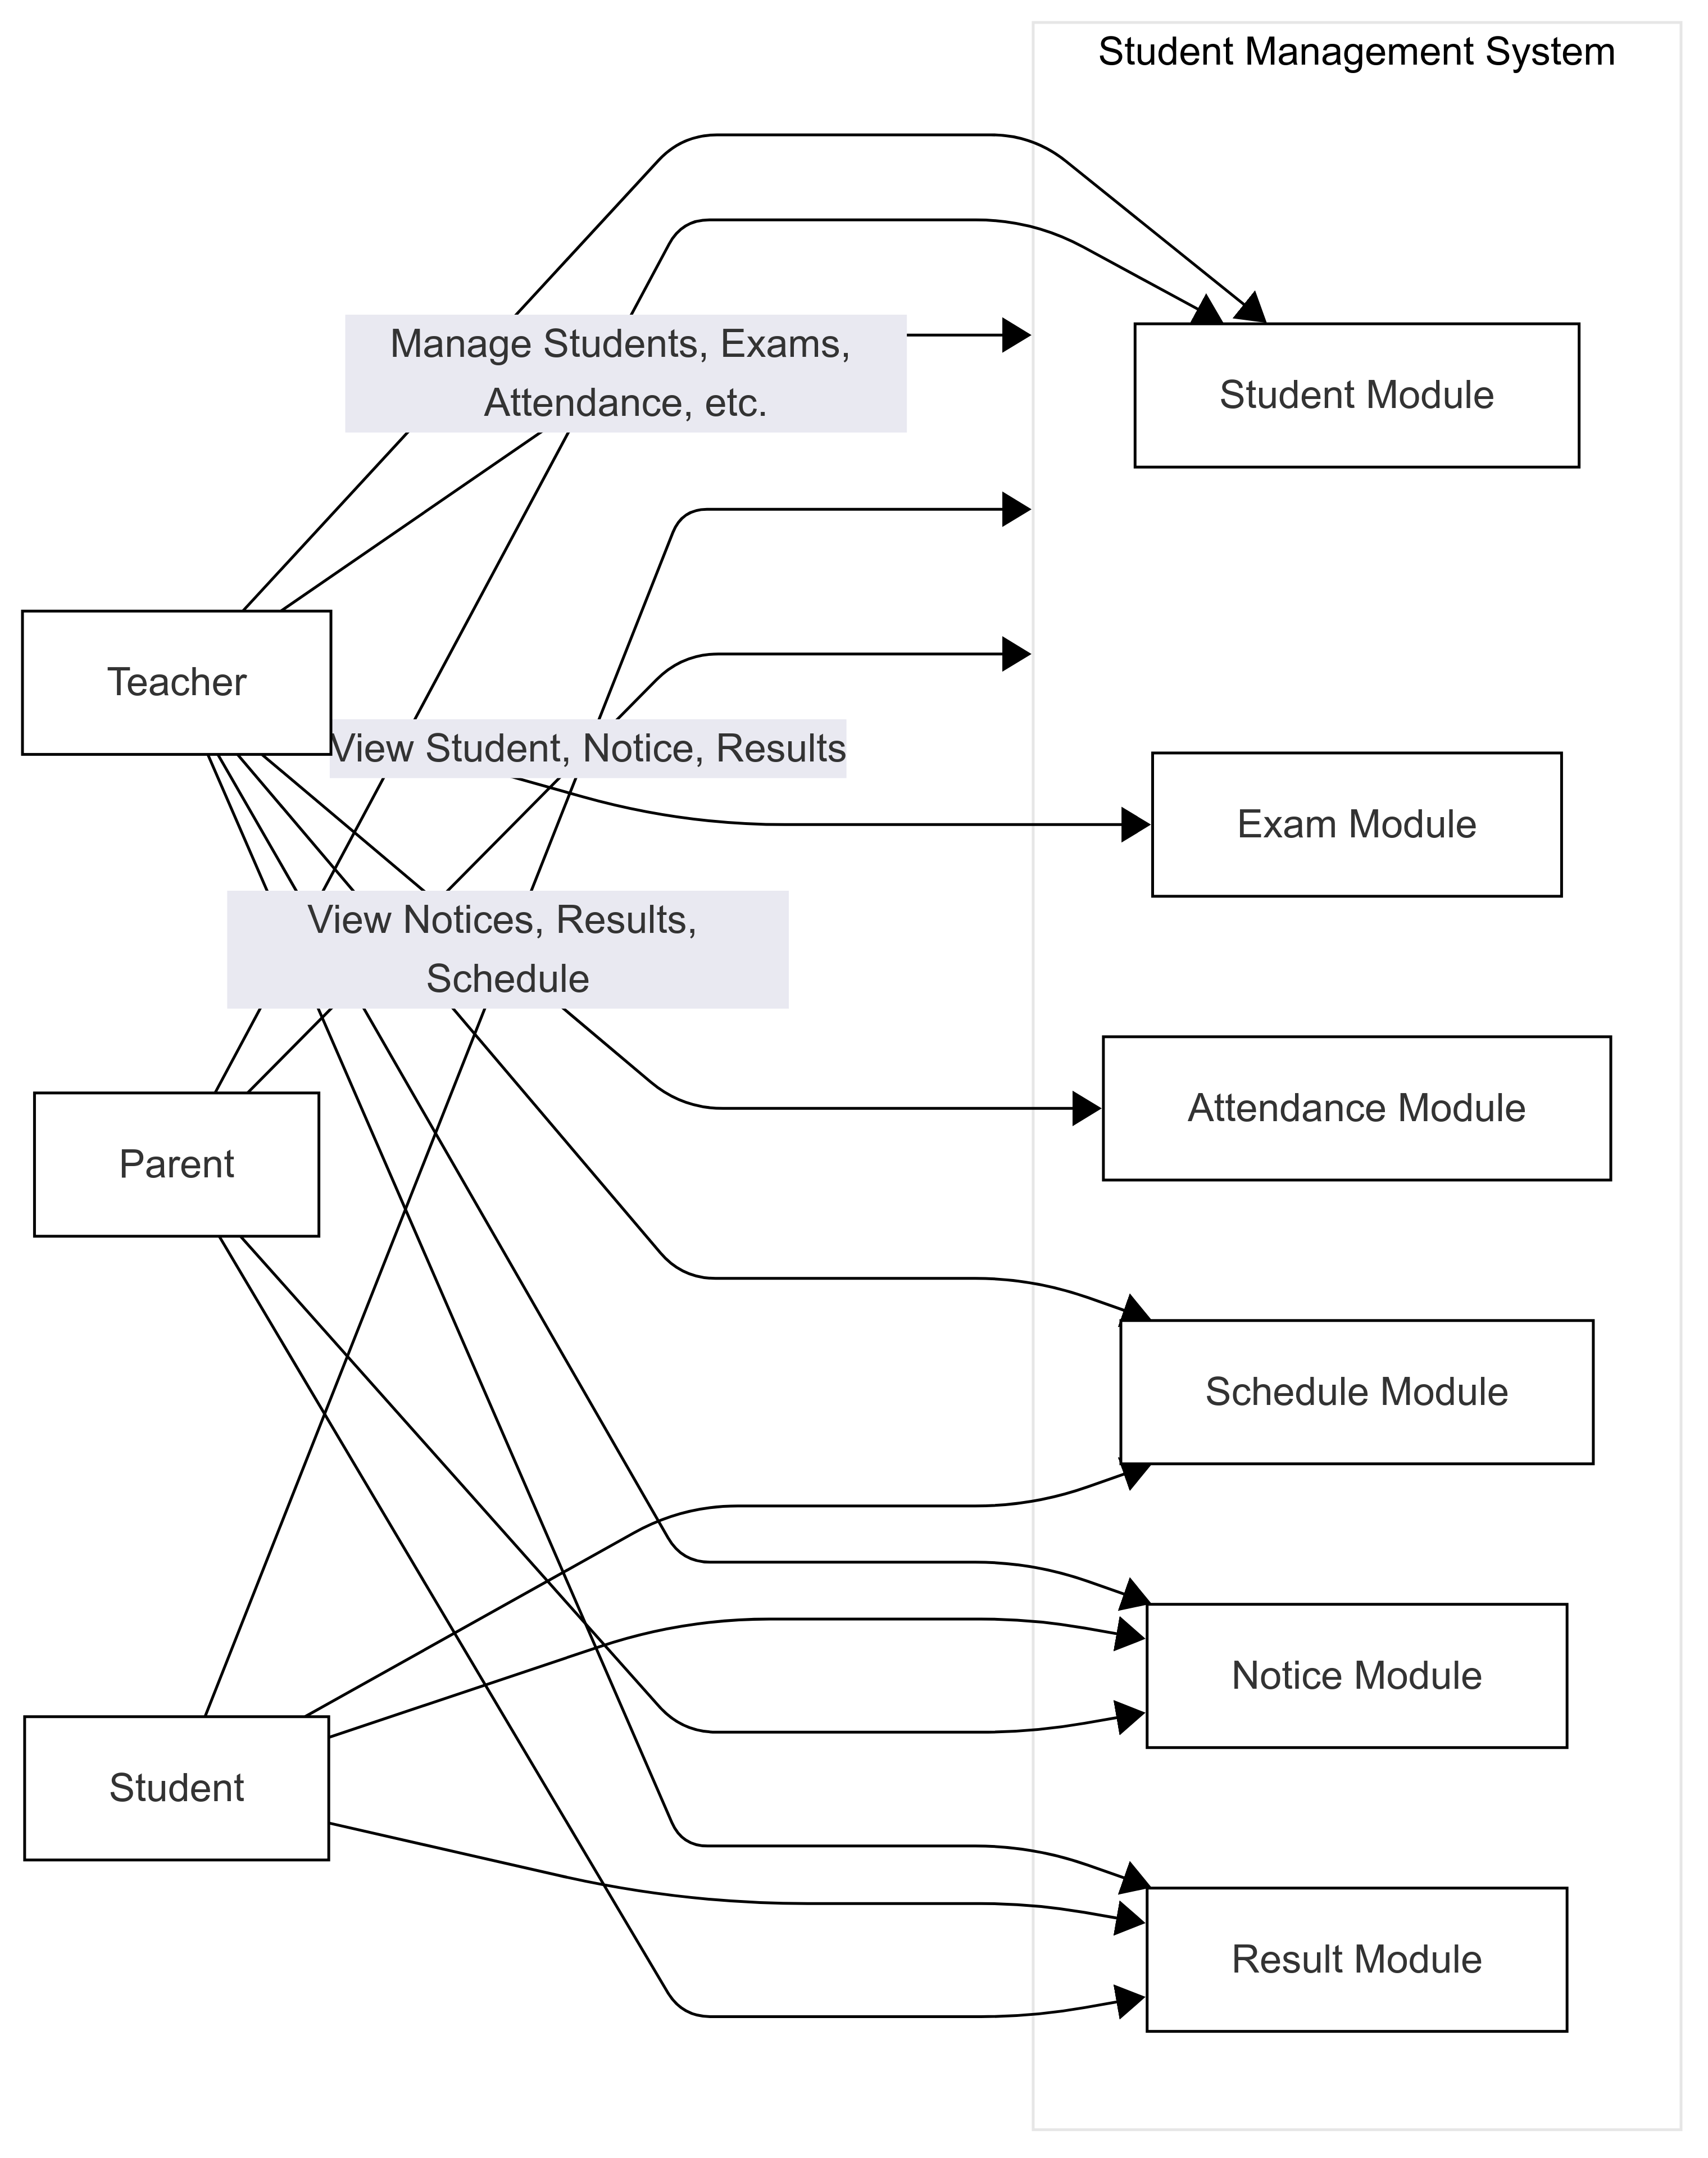 Student Management System
Manage Students, Exams,
Attendance, etc.
Student Module
Teacher
View Student, Notice, Results
Exam Module
View Notices, Results,
Schedule
Attendance Module
Parent
Schedule Module
Notice Module
Student
Result Module